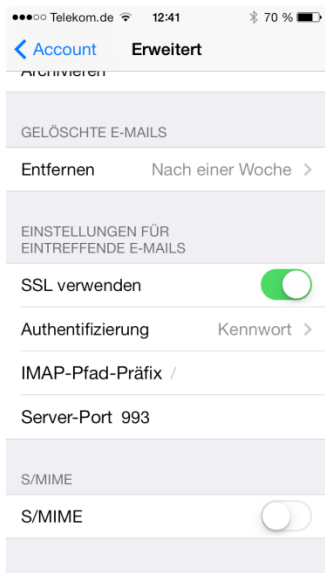 Telekom.de 12:41 70 %
Account Erweitert
Archivieren
GELÖSCHTE E-MAILS
Entfernen Nach einer Woche
EINSTELLUNGEN FÜR
EINTREFFENDE E-MAILS
SSL verwenden
Authentifizierung Kennwort
IMAP-Pfad-Präfix /
Server-Port 993
S/MIME
S/MIME